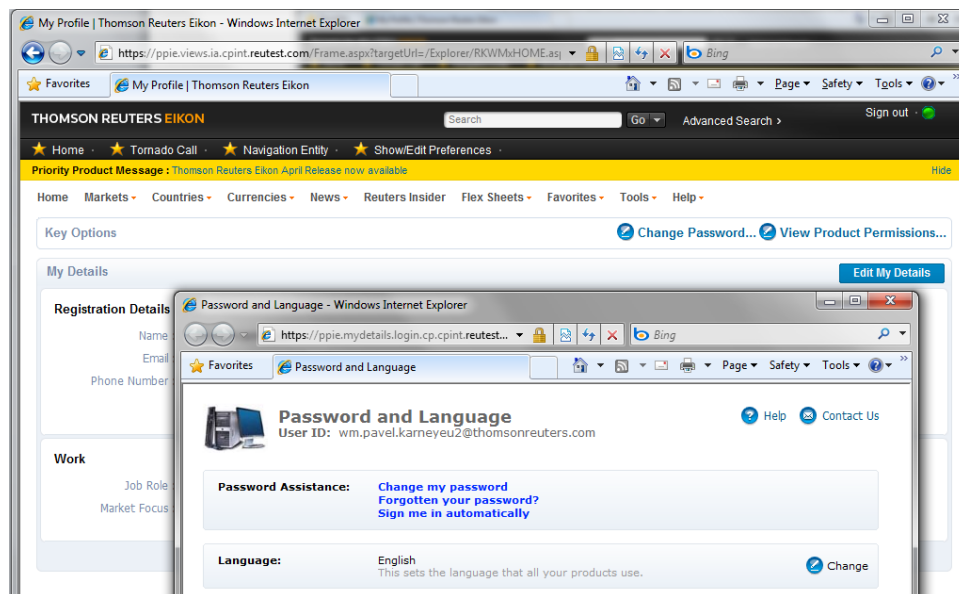 My Profile | Thomson Reuters Eikon - Windows Internet Explorer
https://ppie.views.ia.cpint.reutest.com/Frame.aspx?targetUrl=/Explorer/RKWMxHOME.as
Bing
Favorites
My Profile | Thomson Reuters Eikon
Page
Safety
Tools
THOMSON REUTERS EIKON
Search
Go
Advanced Search >
Sign out
Home
Tornado Call
Navigation Entity
Show/Edit Preferences
Priority Product Message : Thomson Reuters Eikon April Release now available
Hide
Home Markets Countries Currencies News Reuters Insider Flex Sheets Favorites Tools Help
Key Options
Change Password...
View Product Permissions...
My Details
Edit My Details
Registration Details
Name :
Email :
Phone Number :
Work
Job Role :
Market Focus :
Password and Language - Windows Internet Explorer
https://ppie.mydetails.login.cp.cpint.reutest...
Bing
Favorites
Password and Language
Page
Safety
Tools
Password and Language
User ID: wm.pavel.karneyeu2@thomsonreuters.com
Help
Contact Us
Password Assistance:
Change my password
Forgotten your password?
Sign me in automatically
Language:
English
This sets the language that all your products use.
Change